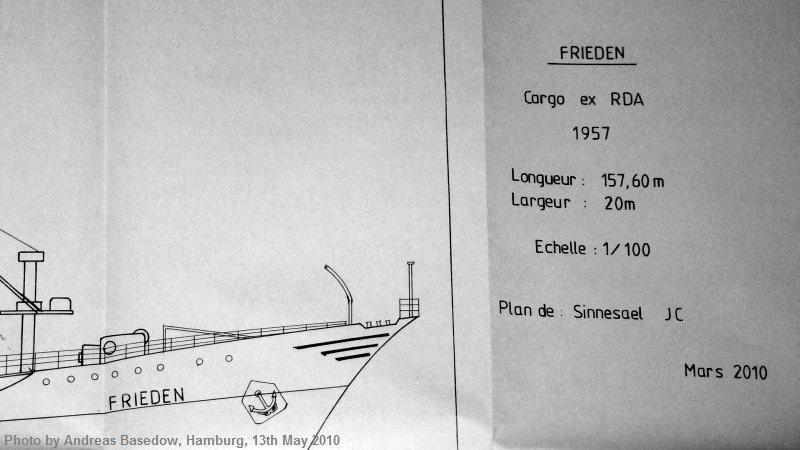 FRIEDEN
Cargo ex RDA
1957
Longueur : 157,60 m
Largeur : 20m
Echelle : 1/100
Plan de : Sinnesael JC
Mars 2010
FRIEDEN
Photo by Andreas Basedow, Hamburg, 13th May 2010